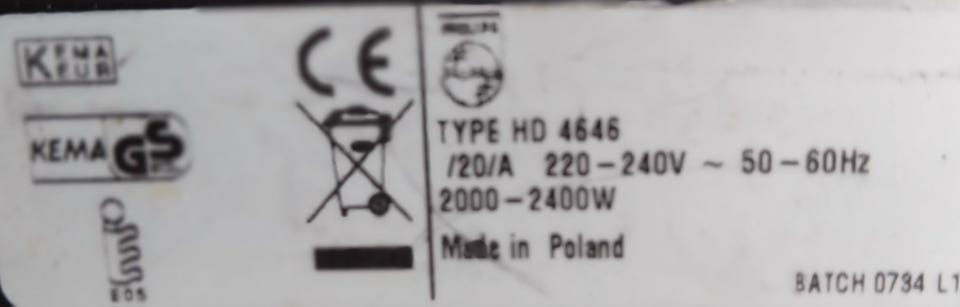 KEMA
KEUR
KEMA GS
CE
PHILIPS
TYPE HD 4646
/20/A 220-240V ~ 50-60Hz
2000-2400W
Made in Poland
BATCH 0734 L1